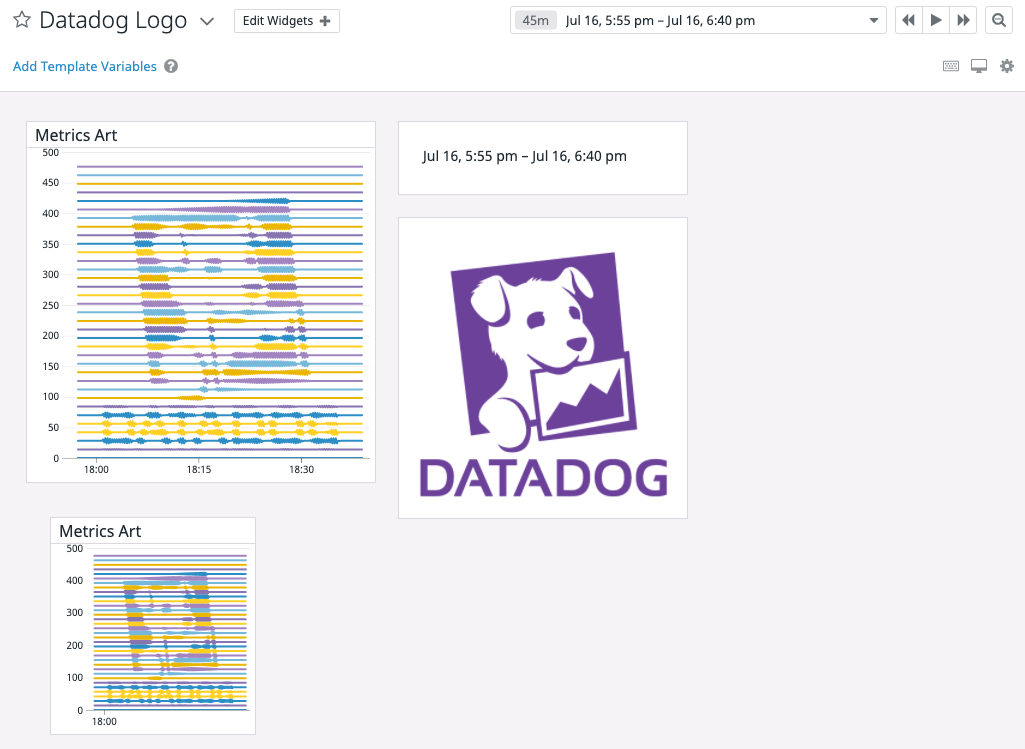 Datadog Logo
Edit Widgets +
45m Jul 16, 5:55 pm – Jul 16, 6:40 pm
Add Template Variables ?
Metrics Art
500
450
400
350
300
250
200
150
100
50
0
18:00 18:15 18:30
Jul 16, 5:55 pm – Jul 16, 6:40 pm
DATADOG
Metrics Art
500
400
300
200
100
0
18:00